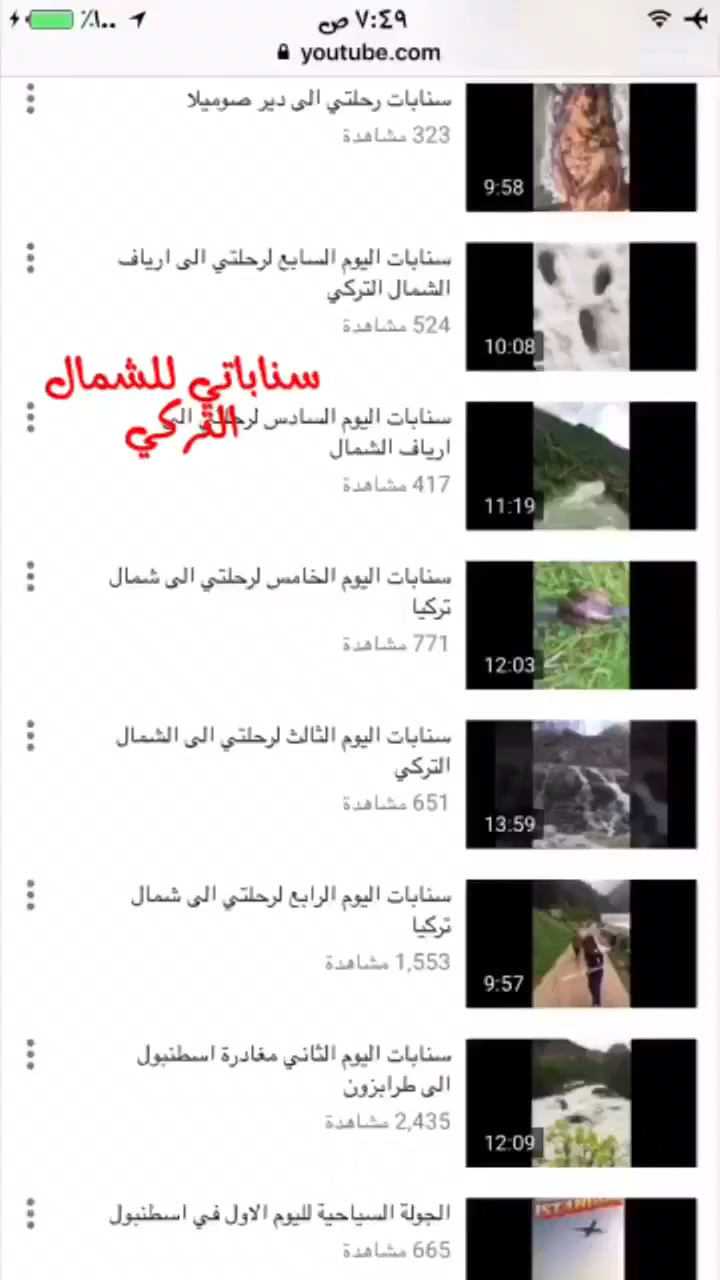 ٧:٤٩ ص
٪١٠٠
youtube.com
سنابات رحلتي الى دير صوميلا
323 مشاهدة
9:58
سنابات اليوم السابع لرحلتي الى ارياف
الشمال التركي
524 مشاهدة
10:08
سناباتي للشمال
التركي
سنابات اليوم السادس لرحلتي الى
ارياف الشمال
417 مشاهدة
11:19
سنابات اليوم الخامس لرحلتي الى شمال
تركيا
771 مشاهدة
12:03
سنابات اليوم الثالث لرحلتي الى الشمال
التركي
651 مشاهدة
13:59
سنابات اليوم الرابع لرحلتي الى شمال
تركيا
1,553 مشاهدة
9:57
سنابات اليوم الثاني مغادرة اسطنبول
الى طرابزون
2,435 مشاهدة
12:09
الجولة السياحية لليوم الاول في اسطنبول
665 مشاهدة